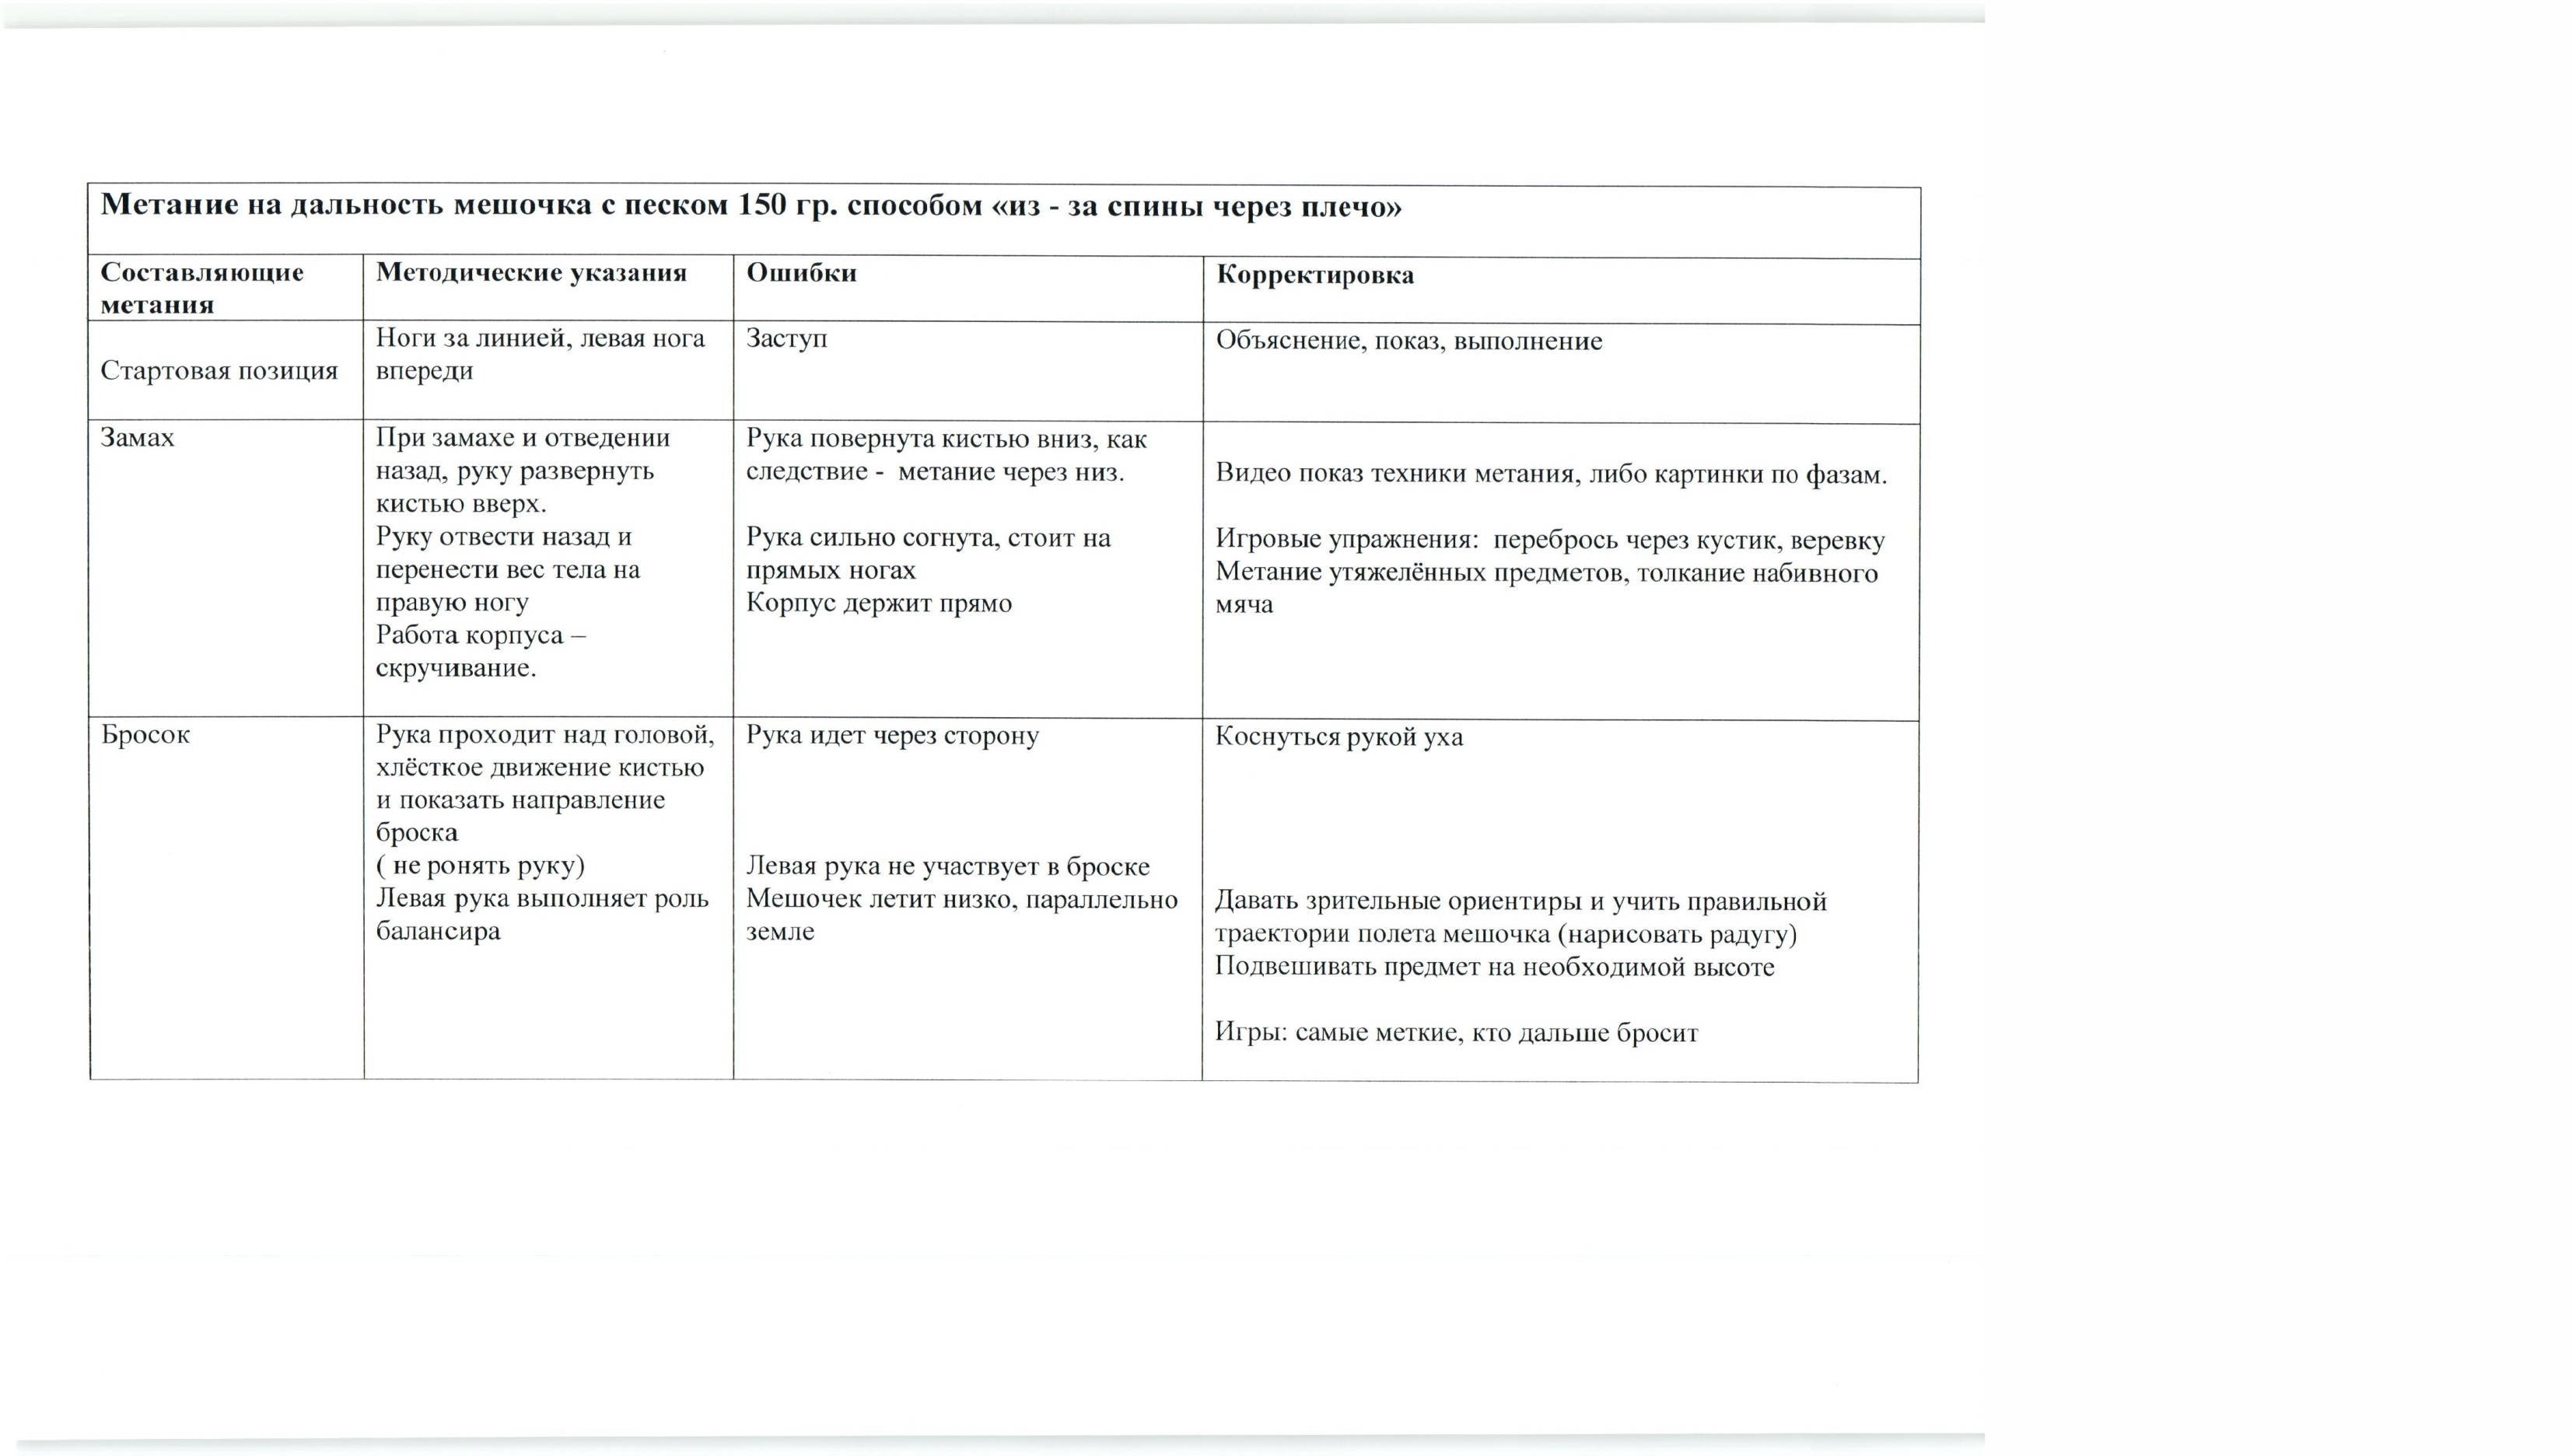 Метание на дальность мешочка с песком 150 гр. способом «из - за спины через плечо»
Составляющие
метания
Методические указания
Ошибки
Корректировка
Стартовая позиция
Ноги за линией, левая нога
впереди
Заступ
Объяснение, показ, выполнение
Замах
При замахе и отведении
назад, руку развернуть
кистью вверх.
Руку отвести назад и
перенести вес тела на
правую ногу
Работа корпуса –
скручивание.
Рука повернута кистью вниз, как
следствие - метание через низ.
Рука сильно согнута, стоит на
прямых ногах
Корпус держит прямо
Видео показ техники метания, либо картинки по фазам.
Игровые упражнения: перебрось через кустик, веревку
Метание утяжелённых предметов, толкание набивного
мяча
Бросок
Рука проходит над головой,
хлёсткое движение кистью
и показать направление
броска
( не ронять руку)
Левая рука выполняет роль
балансира
Рука идет через сторону
Левая рука не участвует в броске
Мешочек летит низко, параллельно
земле
Коснуться рукой уха
Давать зрительные ориентиры и учить правильной
траектории полета мешочка (нарисовать радугу)
Подвешивать предмет на необходимой высоте
Игры: самые меткие, кто дальше бросит